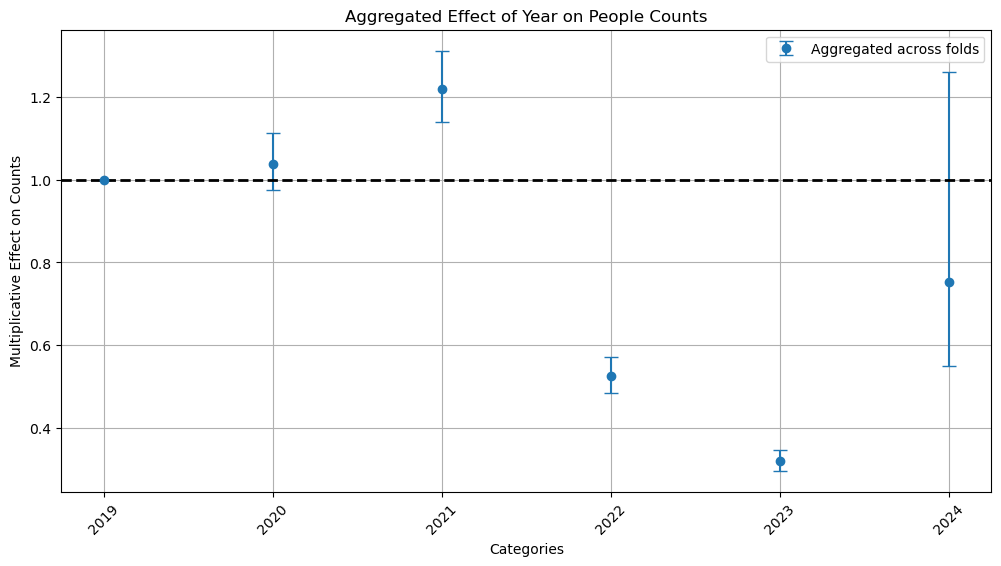 Aggregated Effect of Year on People Counts
Aggregated across folds
Multiplicative Effect on Counts
1.2
1.0
0.8
0.6
0.4
2019
2020
2021
2022
2023
2024
Categories